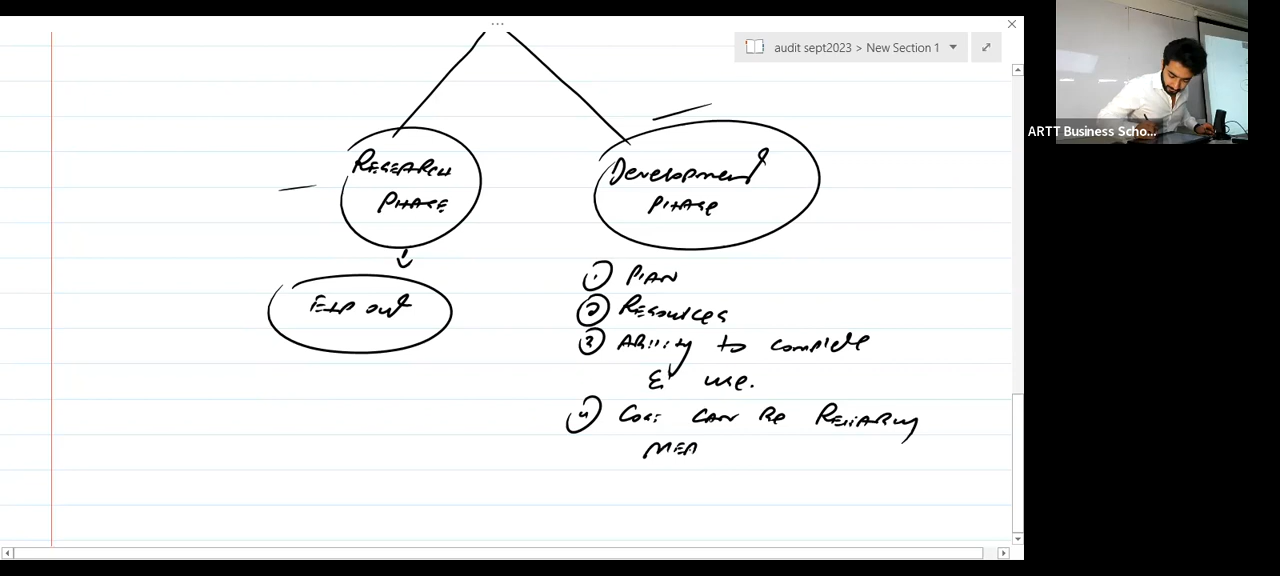 audit sept2023 > New Section 1
ARTT Business Scho...
RESEARCH
PHASE
Development
PHASE
out
1 PLAN
2 Resources
3 Ability to complete
& use.
4 Cost can be Reliably
MEA